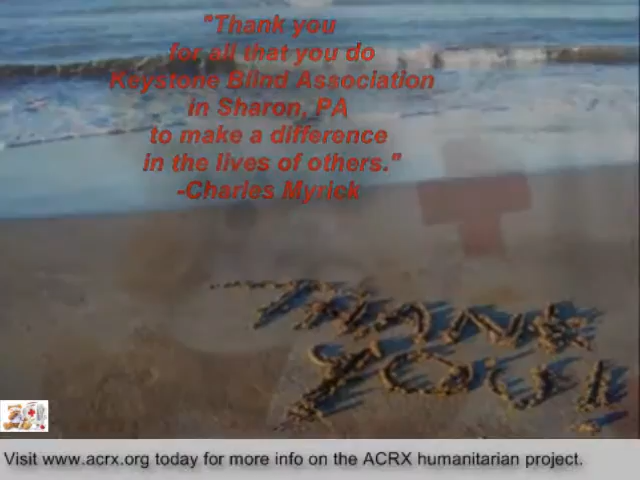 "Thank you
for all that you do
Keystone Blind Association
in Sharon, PA
to make a difference
in the lives of others."
-Charles Myrick
THANK
YOU!
Visit www.acrx.org today for more info on the ACRX humanitarian project.